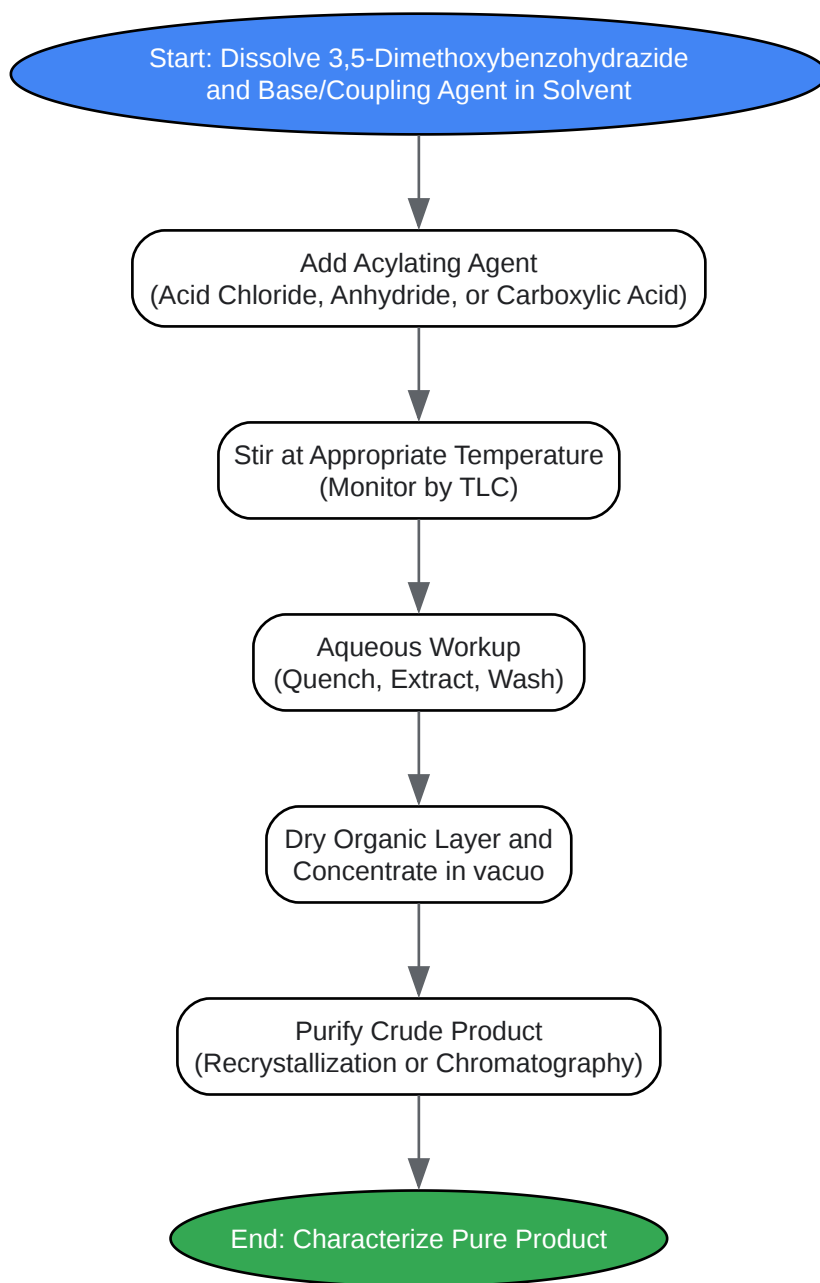 Start: Dissolve 3,5-Dimethoxybenzohydrazide
and Base/Coupling Agent in Solvent
Add Acylating Agent
(Acid Chloride, Anhydride, or Carboxylic Acid)
Stir at Appropriate Temperature
(Monitor by TLC)
Aqueous Workup
(Quench, Extract, Wash)
Dry Organic Layer and
Concentrate in vacuo
Purify Crude Product
(Recrystallization or Chromatography)
End: Characterize Pure Product